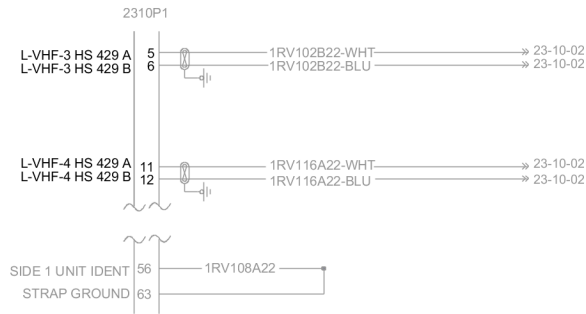 2310P1
L-VHF-3 HS 429 A 5 1RV102B22-WHT 23-10-02
L-VHF-3 HS 429 B 6 1RV102B22-BLU 23-10-02
L-VHF-4 HS 429 A 11 1RV116A22-WHT 23-10-02
L-VHF-4 HS 429 B 12 1RV116A22-BLU 23-10-02
SIDE 1 UNIT IDENT 56 1RV108A22
STRAP GROUND 63